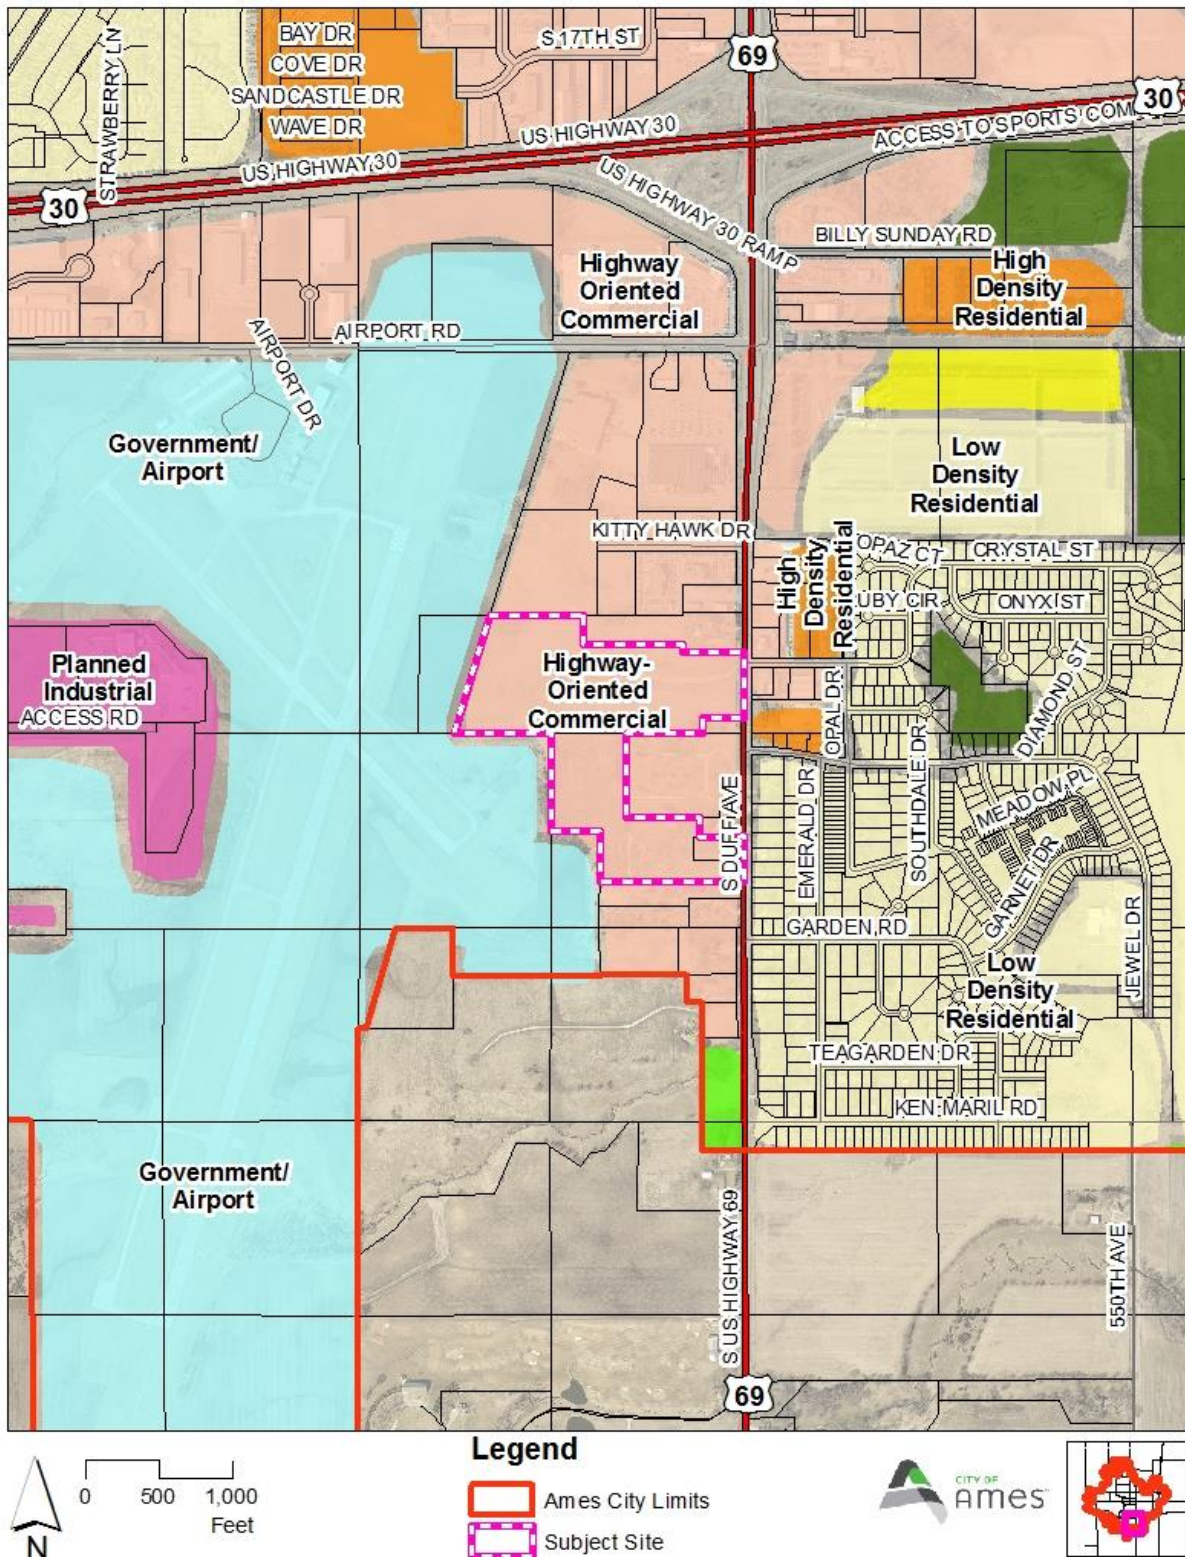 BAY DR
COVE DR
SANDCASTLE DR
WAVE DR
STRAWBERRY LN
S 17TH ST
69
30
US HIGHWAY 30
US HIGHWAY 30
ACCESS TO SPORTS COM
30
US HIGHWAY 30 RAMP
BILLY SUNDAY RD
Highway
Oriented
Commercial
High
Density
Residential
AIRPORT RD
AIRPORT DR
Government/
Airport
Low
Density
Residential
KITTY HAWK DR
High
Density
Residential
OPAZ CT
CRYSTAL ST
UBY CIR
ONYX ST
Planned
Industrial
ACCESS RD
Highway-
Oriented
Commercial
OPAL DR
DIAMOND ST
S DUFF AVE
EMERALD DR
SOUTHDALE DR
MEADOW PL
GARNET DR
JEWEL DR
GARDEN RD
Low
Density
Residential
TEAGARDEN DR
KEN MARIL RD
Government/
Airport
S US HIGHWAY 69
550TH AVE
69
Legend
Ames City Limits
Subject Site
0 500 1,000
Feet
N
CITY OF
Ames